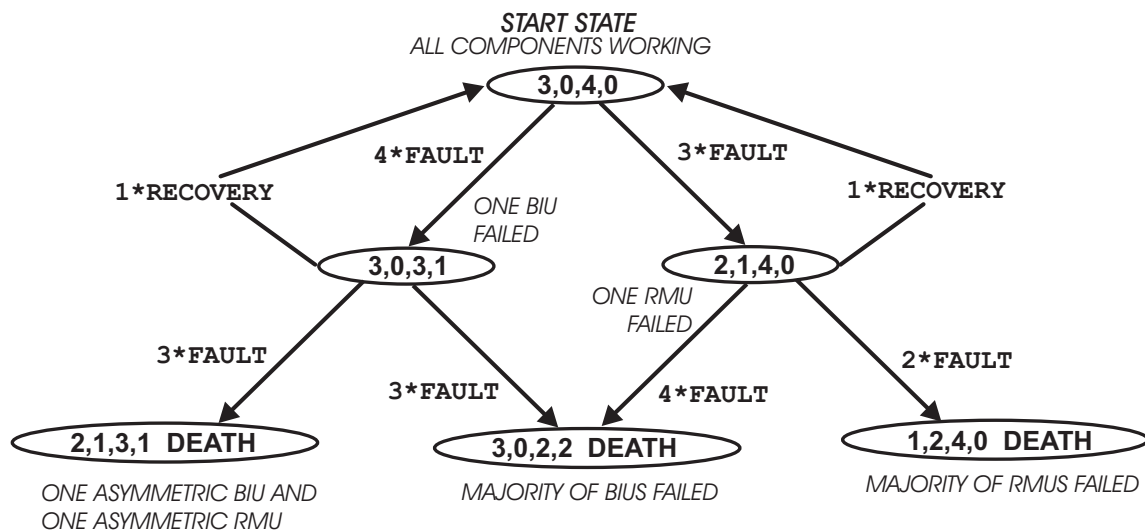 START STATE
ALL COMPONENTS WORKING
3,0,4,0
4*FAULT
3*FAULT
1*RECOVERY
1*RECOVERY
ONE BIU
FAILED
3,0,3,1
2,1,4,0
ONE RMU
FAILED
3*FAULT
3*FAULT
4*FAULT
2*FAULT
2,1,3,1 DEATH
3,0,2,2 DEATH
1,2,4,0 DEATH
ONE ASYMMETRIC BIU AND
ONE ASYMMETRIC RMU
MAJORITY OF BIUS FAILED
MAJORITY OF RMUS FAILED